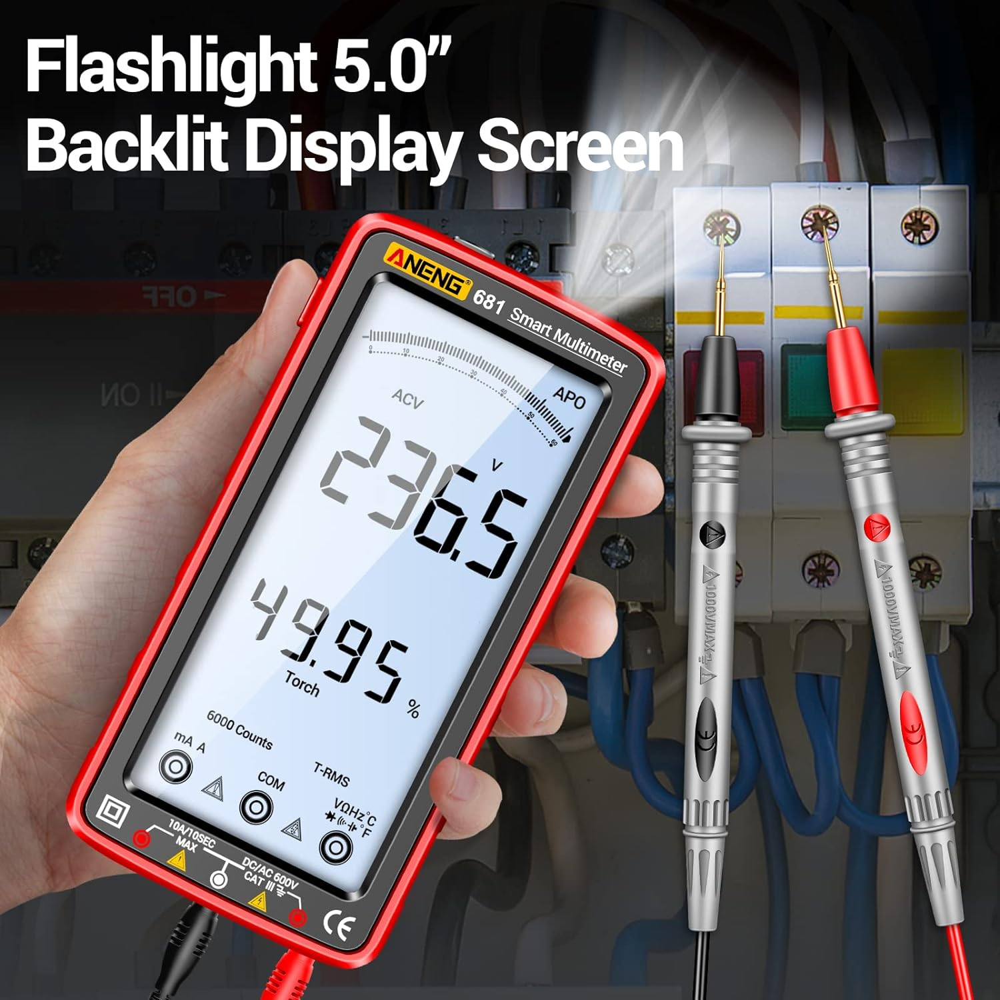 Flashlight 5.0”
Backlit Display Screen
ANENG® 681 Smart Multimeter
0 10 20 30 40 50 60
APO
ACV
V
236.5
49.95 %
Torch
6000 Counts
mA A
COM
T-RMS
VΩHz°C
°F
10A/10SEC
MAX
DC/AC 600V
CAT III
CE
OFF
ON II
1000VMAX
CE
1000VMAX
CE